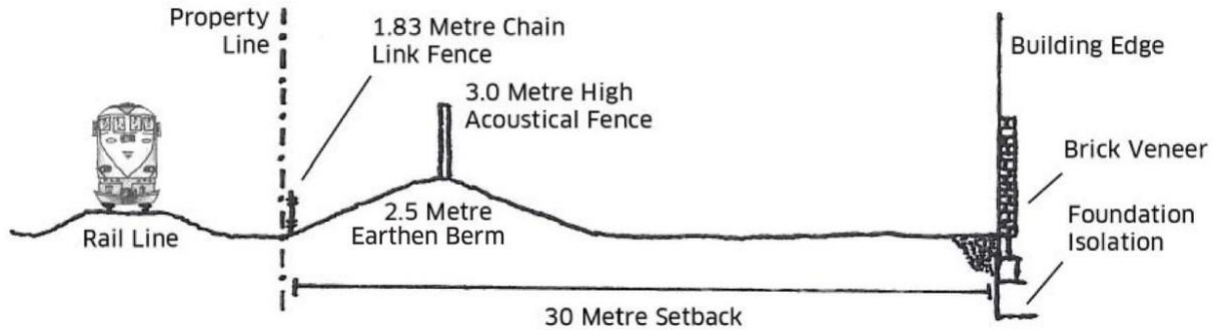 Property
Line
1.83 Metre Chain
Link Fence
Building Edge
3.0 Metre High
Acoustical Fence
Brick Veneer
2.5 Metre
Earthen Berm
Rail Line
Foundation
Isolation
30 Metre Setback